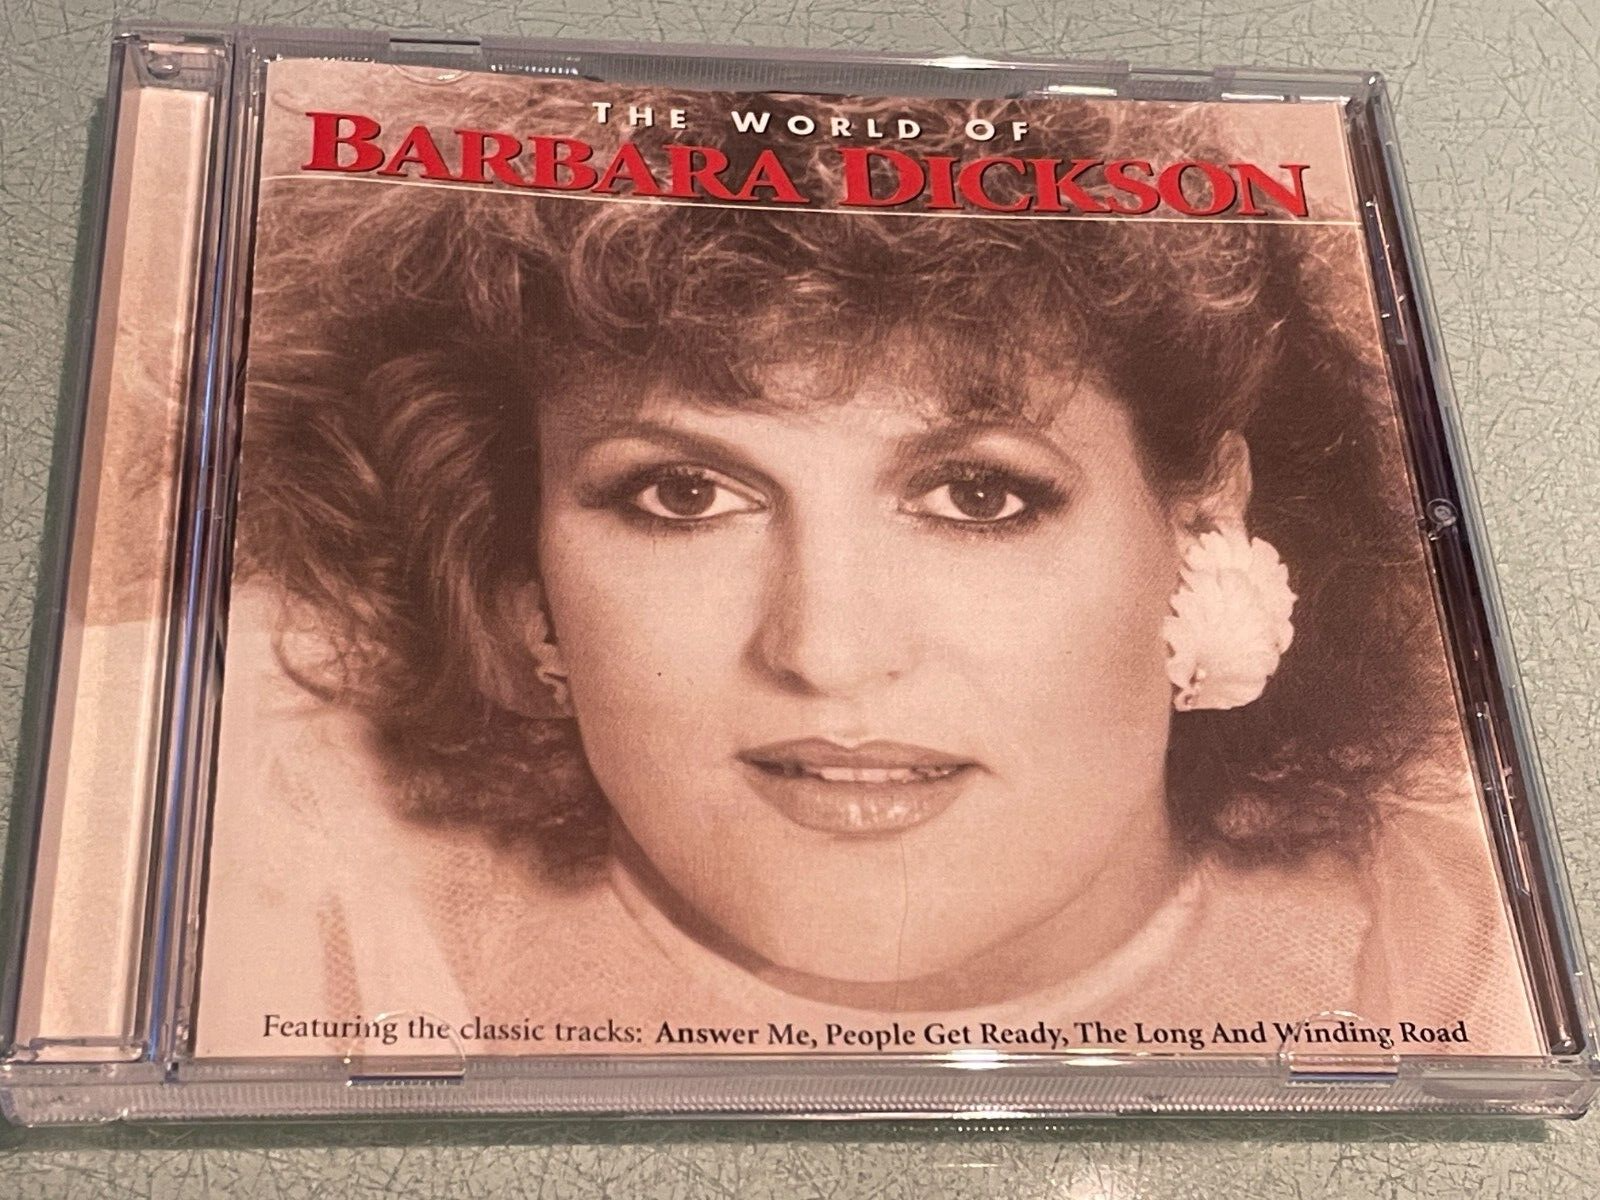 THE WORLD OF
BARBARA DICKSON
Featuring the classic tracks: Answer Me, People Get Ready, The Long And Winding Road